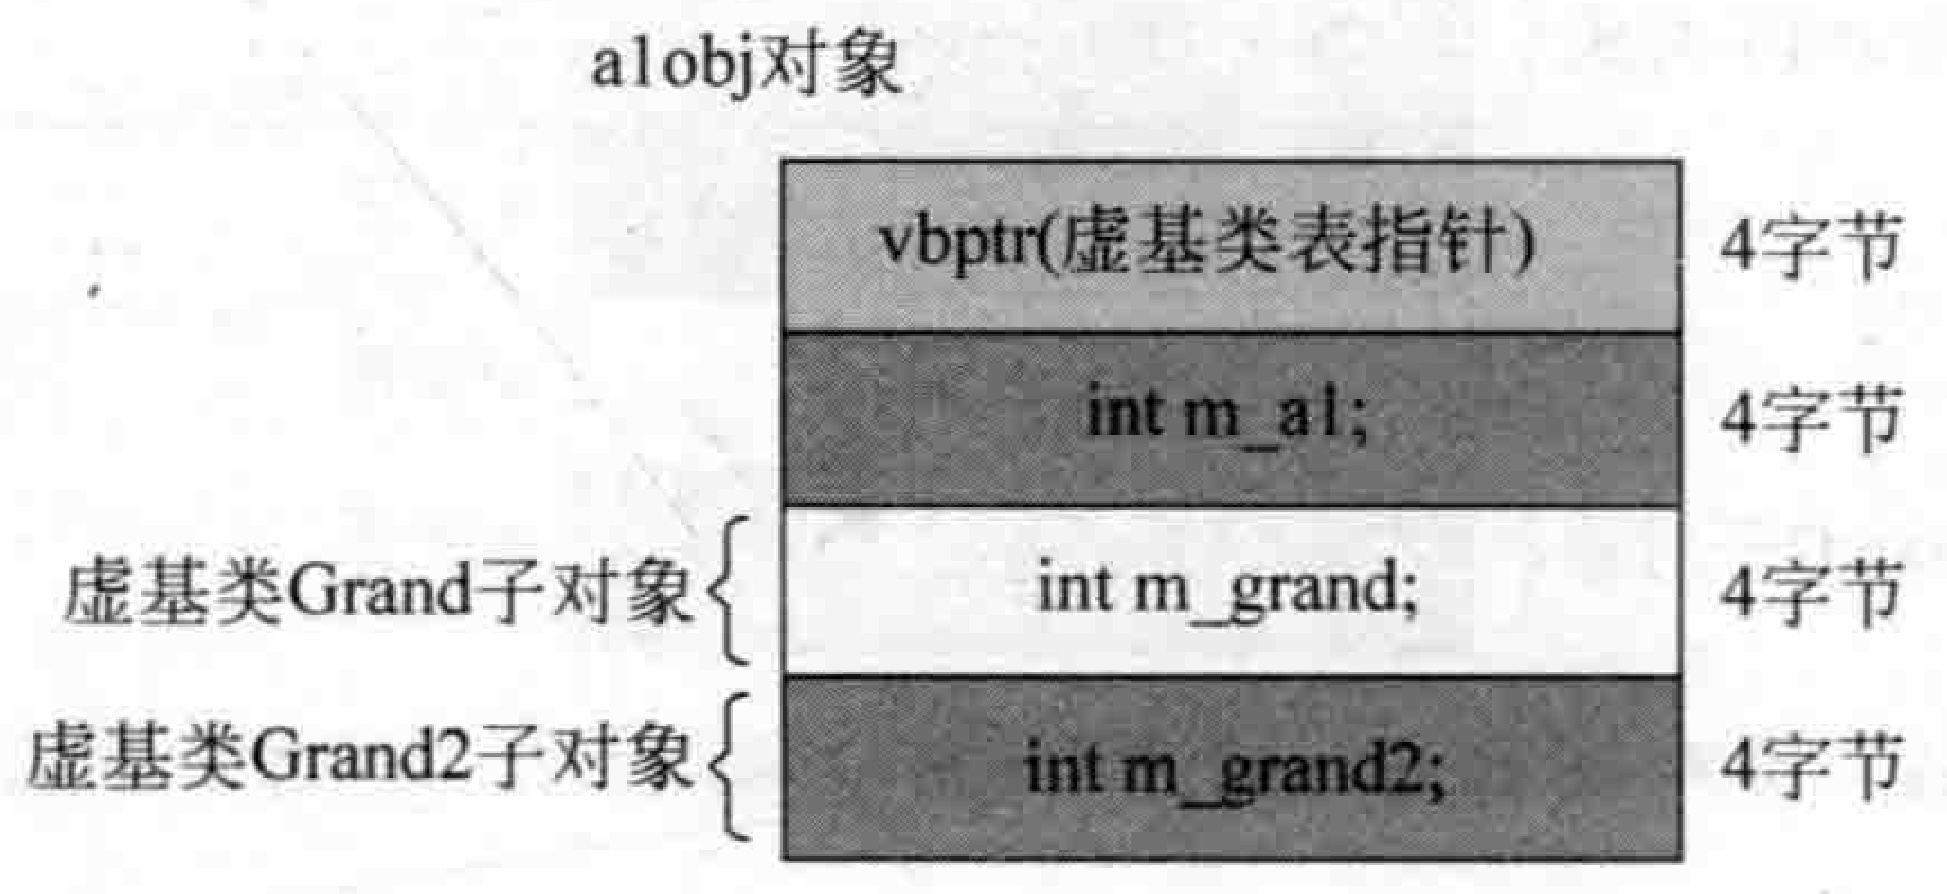 a1obj对象
vbptr(虚基类表指针) 4字节
int m_a1; 4字节
虚基类Grand子对象 int m_grand; 4字节
虚基类Grand2子对象 int m_grand2; 4字节